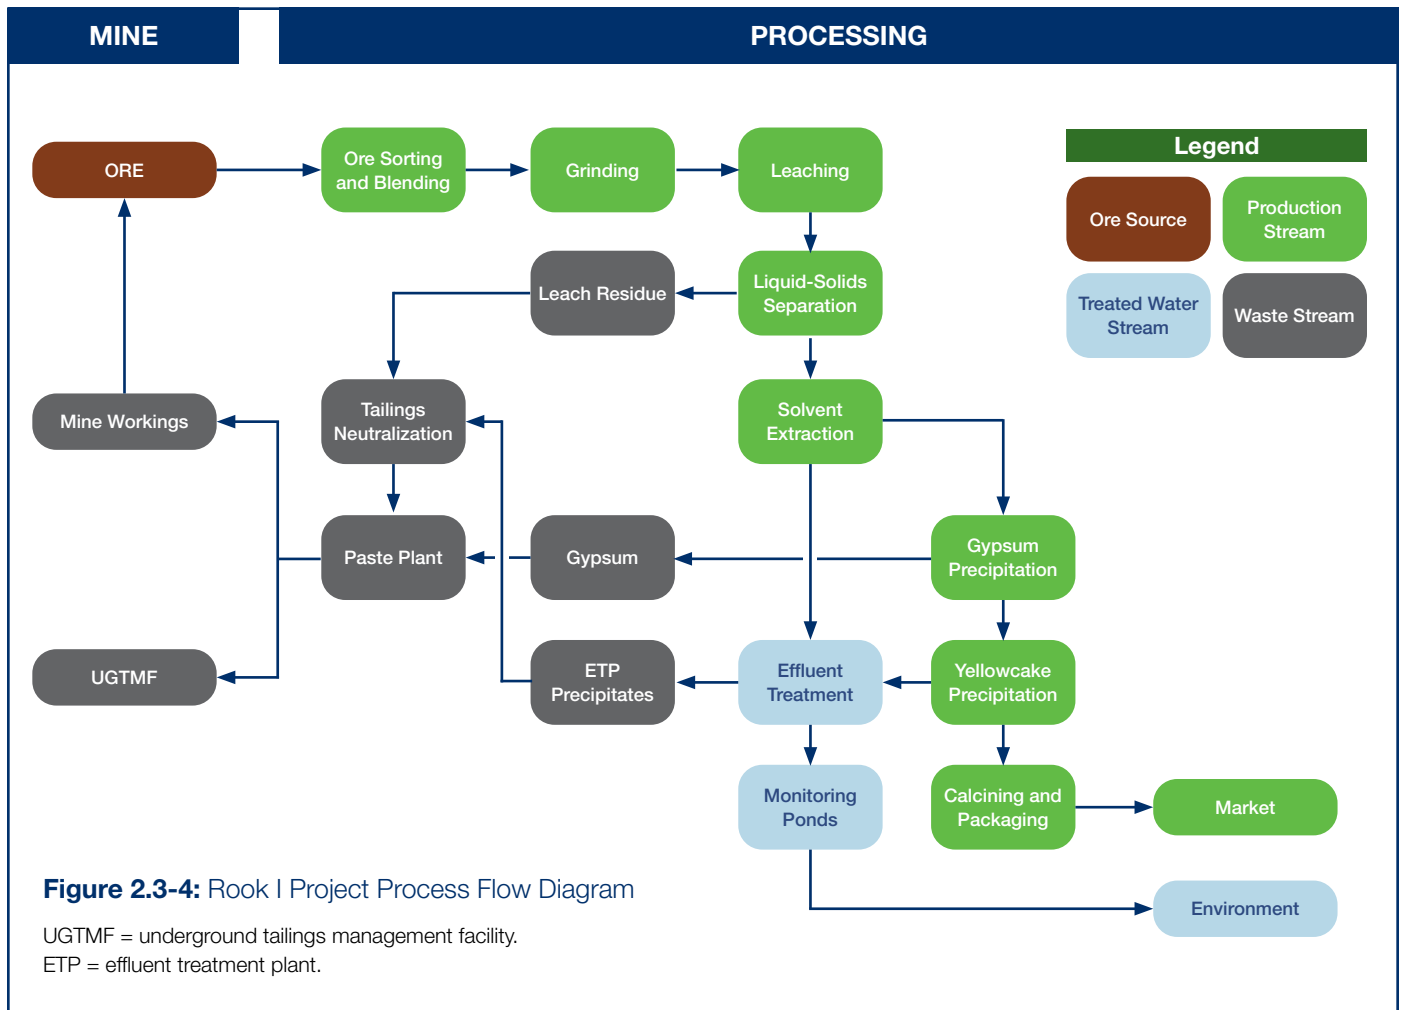 MINE
PROCESSING
ORE
Ore Sorting
and Blending
Grinding
Leaching
Legend
Ore Source
Production
Stream
Treated Water
Stream
Waste Stream
Leach Residue
Liquid-Solids
Separation
Mine Workings
Tailings
Neutralization
Solvent
Extraction
Paste Plant
Gypsum
Gypsum
Precipitation
UGTMF
ETP
Precipitates
Effluent
Treatment
Yellowcake
Precipitation
Monitoring
Ponds
Calcining and
Packaging
Market
Environment
Figure 2.3-4: Rook I Project Process Flow Diagram
UGTMF = underground tailings management facility.
ETP = effluent treatment plant.